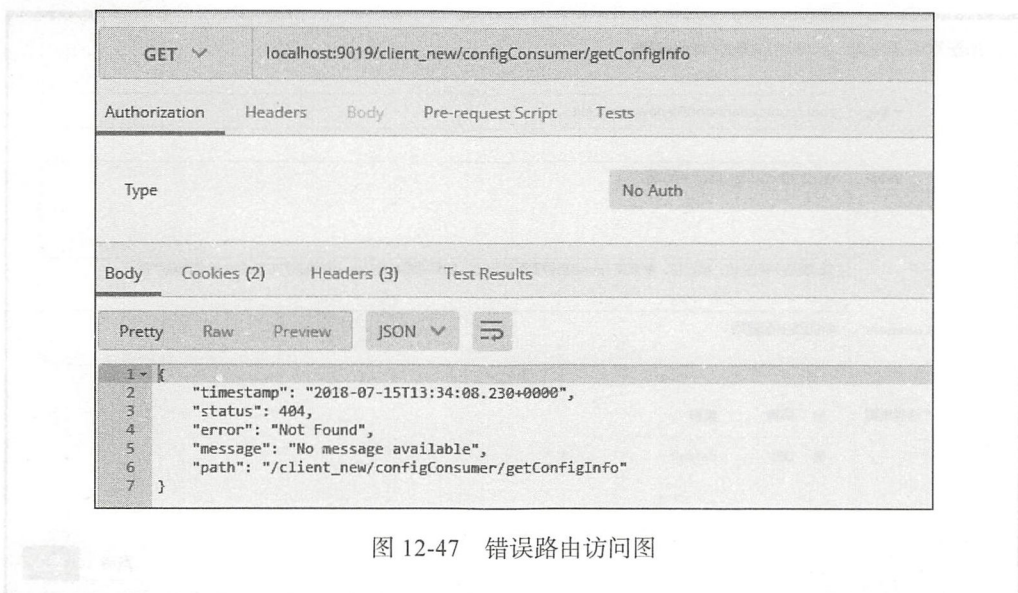 GET
localhost:9019/client_new/configConsumer/getConfigInfo
Authorization Headers Body Pre-request Script Tests
Type No Auth
Body Cookies (2) Headers (3) Test Results
Pretty Raw Preview JSON
1 {
2 "timestamp": "2018-07-15T13:34:08.230+0000",
3 "status": 404,
4 "error": "Not Found",
5 "message": "No message available",
6 "path": "/client_new/configConsumer/getConfigInfo"
7 }
图 12-47 错误路由访问图